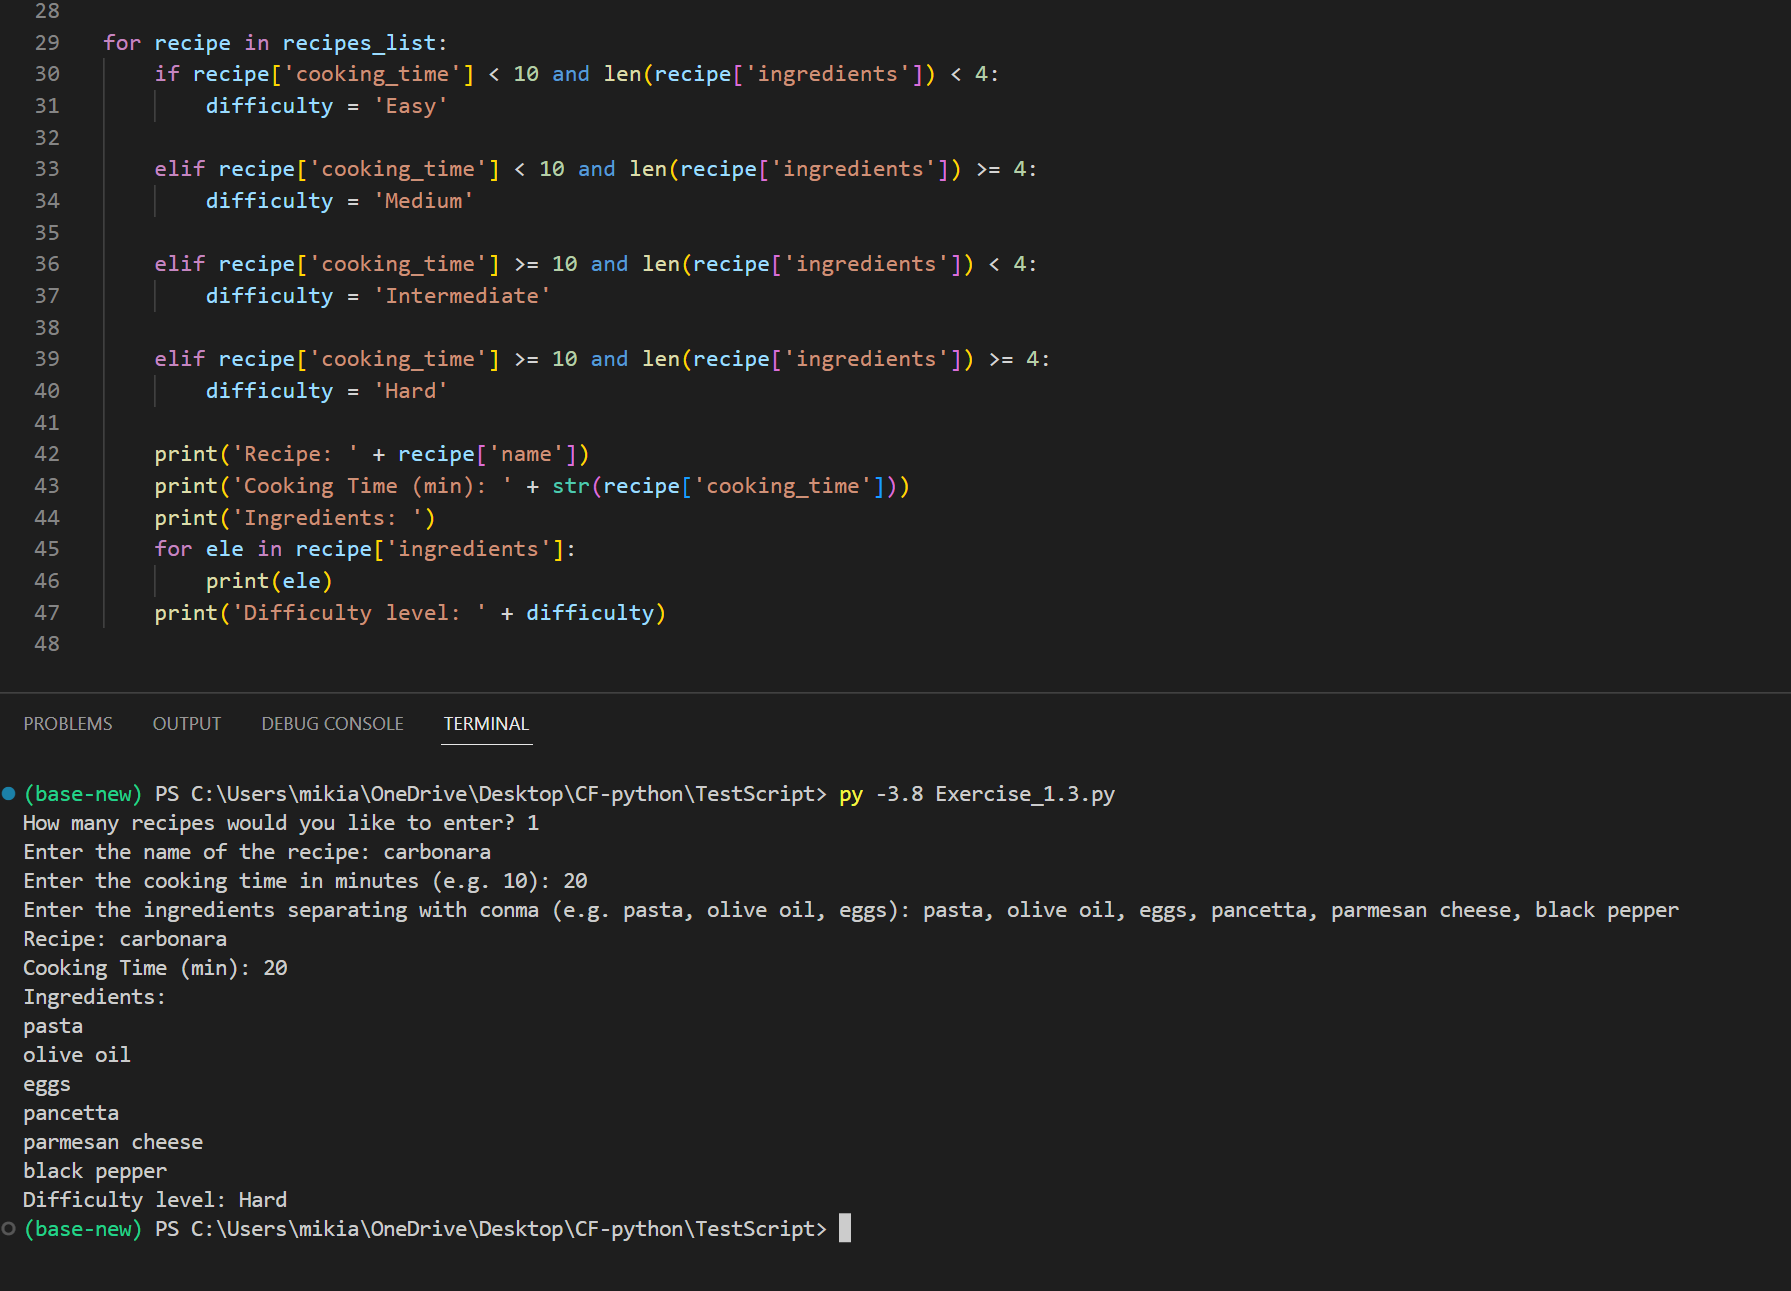 28
29 for recipe in recipes_list:
30 if recipe['cooking_time'] < 10 and len(recipe['ingredients']) < 4:
31 difficulty = 'Easy'
32
33 elif recipe['cooking_time'] < 10 and len(recipe['ingredients']) >= 4:
34 difficulty = 'Medium'
35
36 elif recipe['cooking_time'] >= 10 and len(recipe['ingredients']) < 4:
37 difficulty = 'Intermediate'
38
39 elif recipe['cooking_time'] >= 10 and len(recipe['ingredients']) >= 4:
40 difficulty = 'Hard'
41
42 print('Recipe: ' + recipe['name'])
43 print('Cooking Time (min): ' + str(recipe['cooking_time']))
44 print('Ingredients: ')
45 for ele in recipe['ingredients']:
46 print(ele)
47 print('Difficulty level: ' + difficulty)
48
PROBLEMS OUTPUT DEBUG CONSOLE TERMINAL
(base-new) PS C:\Users\mikia\OneDrive\Desktop\CF-python\TestScript> py -3.8 Exercise_1.3.py
How many recipes would you like to enter? 1
Enter the name of the recipe: carbonara
Enter the cooking time in minutes (e.g. 10): 20
Enter the ingredients separating with conma (e.g. pasta, olive oil, eggs): pasta, olive oil, eggs, pancetta, parmesan cheese, black pepper
Recipe: carbonara
Cooking Time (min): 20
Ingredients:
pasta
olive oil
eggs
pancetta
parmesan cheese
black pepper
Difficulty level: Hard
(base-new) PS C:\Users\mikia\OneDrive\Desktop\CF-python\TestScript>